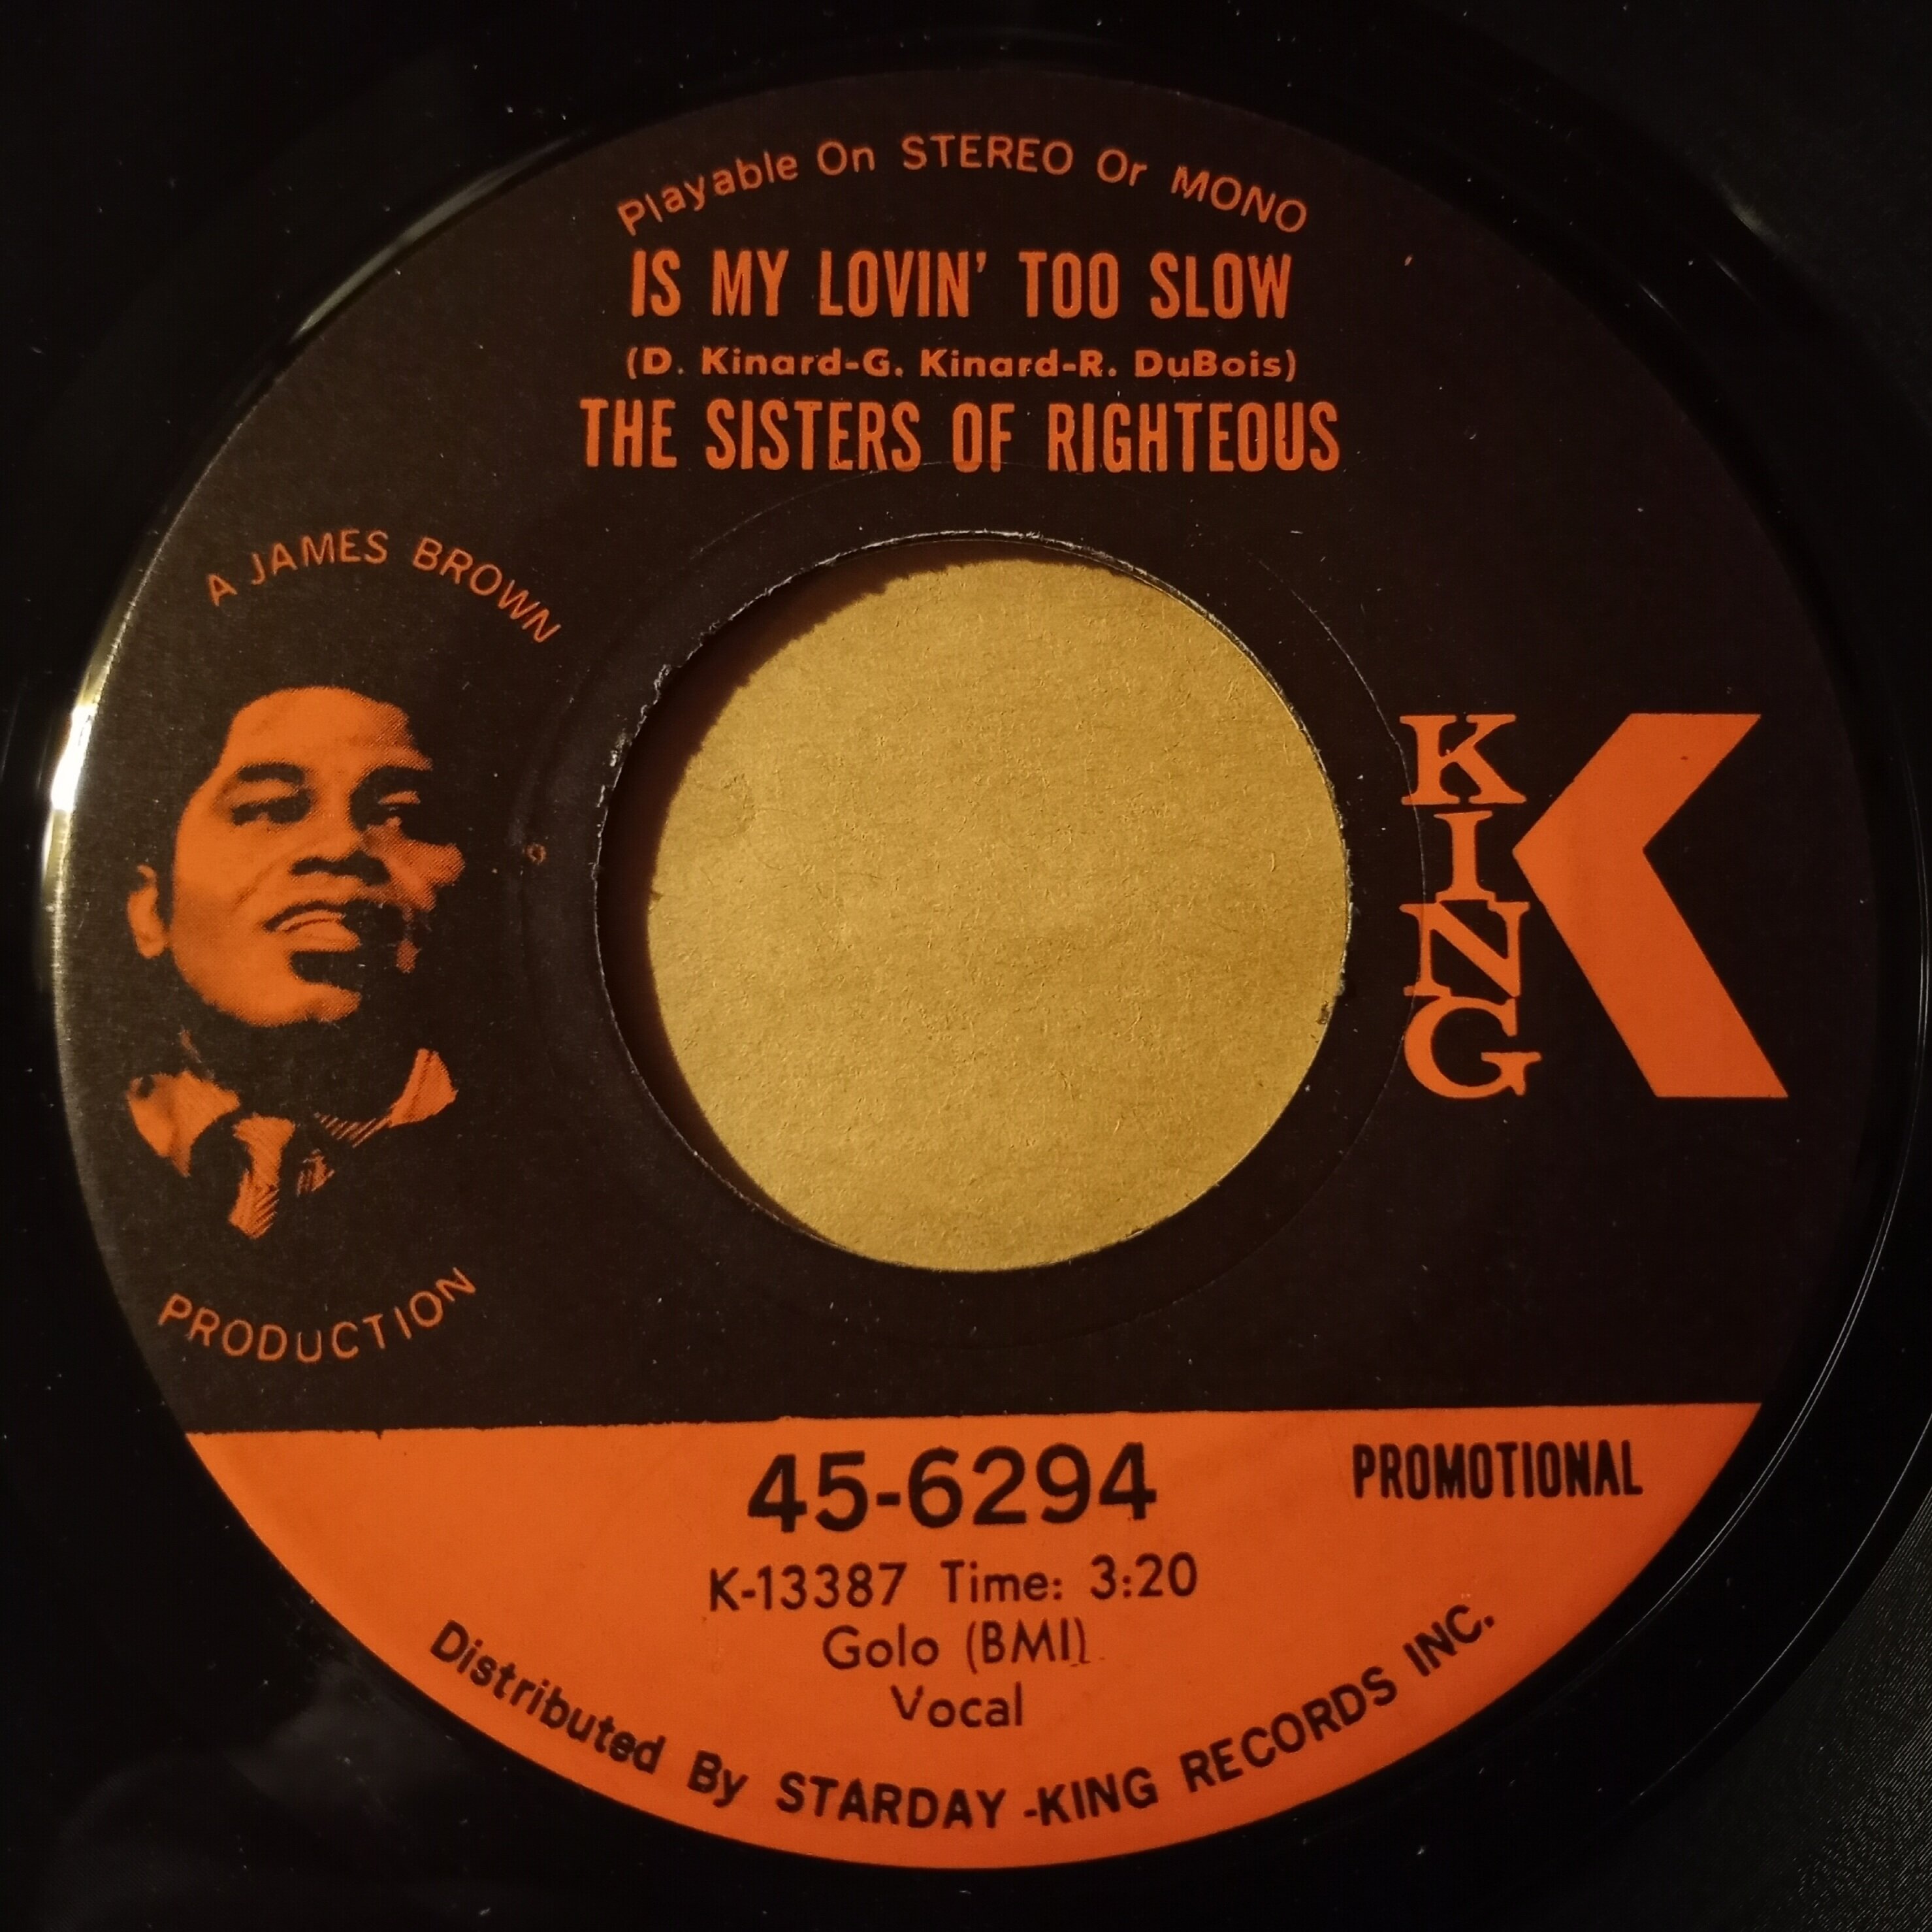 Playable On STEREO Or MONO
IS MY LOVIN' TOO SLOW
(D. Kinard-G. Kinard-R. DuBois)
THE SISTERS OF RIGHTEOUS
A JAMES BROWN
PRODUCTION
KING
K
45-6294
PROMOTIONAL
K-13387 Time: 3:20
Golo (BMI)
Vocal
Distributed By STARDAY-KING RECORDS INC.